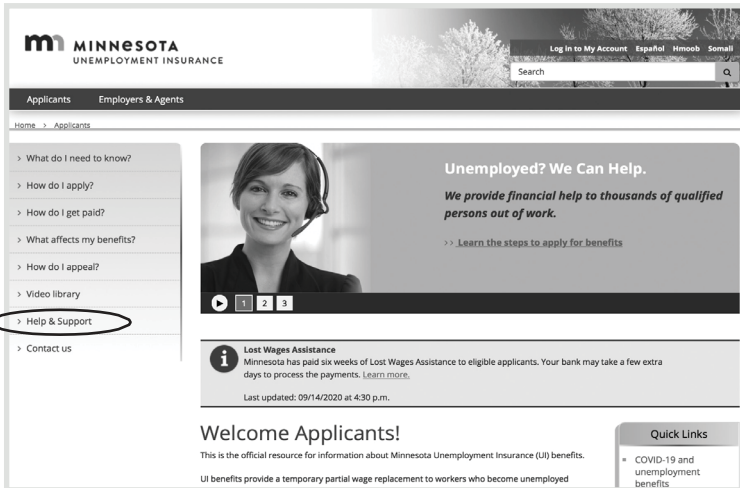 MINNESOTA
UNEMPLOYMENT INSURANCE
Log in to My Account Español Hmoob Somali
Search
Applicants Employers & Agents
Home > Applicants
> What do I need to know?
> How do I apply?
> How do I get paid?
> What affects my benefits?
> How do I appeal?
> Video library
> Help & Support
> Contact us
Unemployed? We Can Help.
We provide financial help to thousands of qualified
persons out of work.
>> Learn the steps to apply for benefits
1 2 3
Lost Wages Assistance
Minnesota has paid six weeks of Lost Wages Assistance to eligible applicants. Your bank may take a few extra
days to process the payments. Learn more.
Last updated: 09/14/2020 at 4:30 p.m.
Welcome Applicants!
This is the official resource for information about Minnesota Unemployment Insurance (UI) benefits.
UI benefits provide a temporary partial wage replacement to workers who become unemployed
Quick Links
COVID-19 and
unemployment
benefits